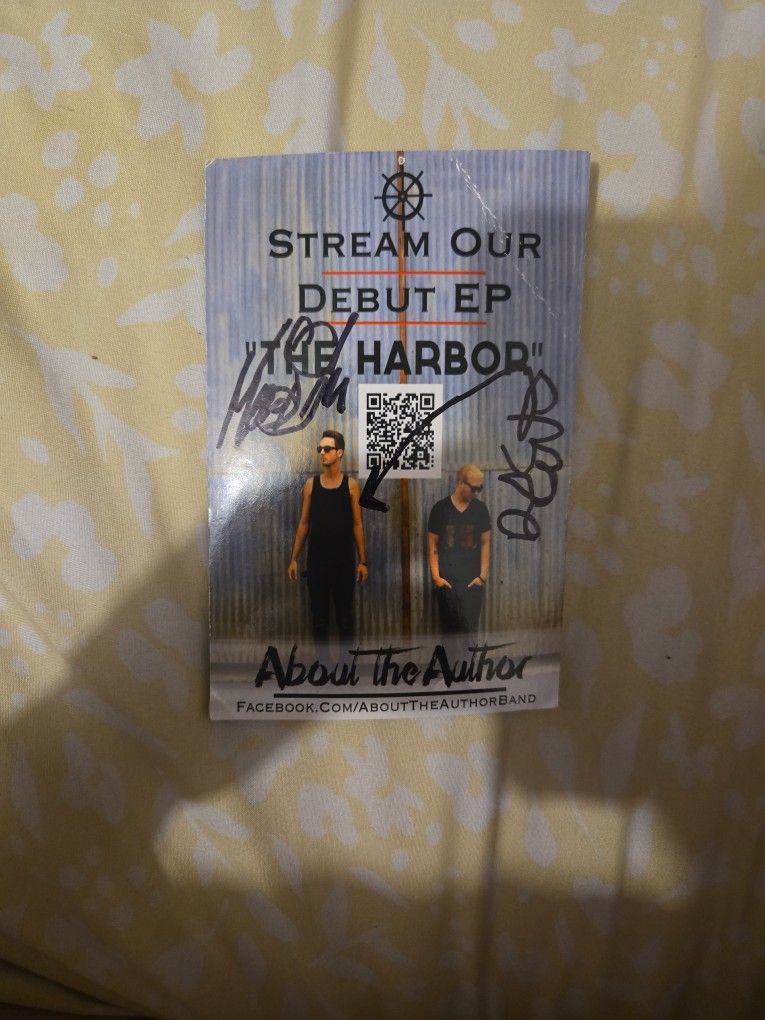 STREAM OUR
DEBUT EP
"THE HARBOR"
About The Author
FACEBOOK.COM/ABOUTTHEAUTHORBAND